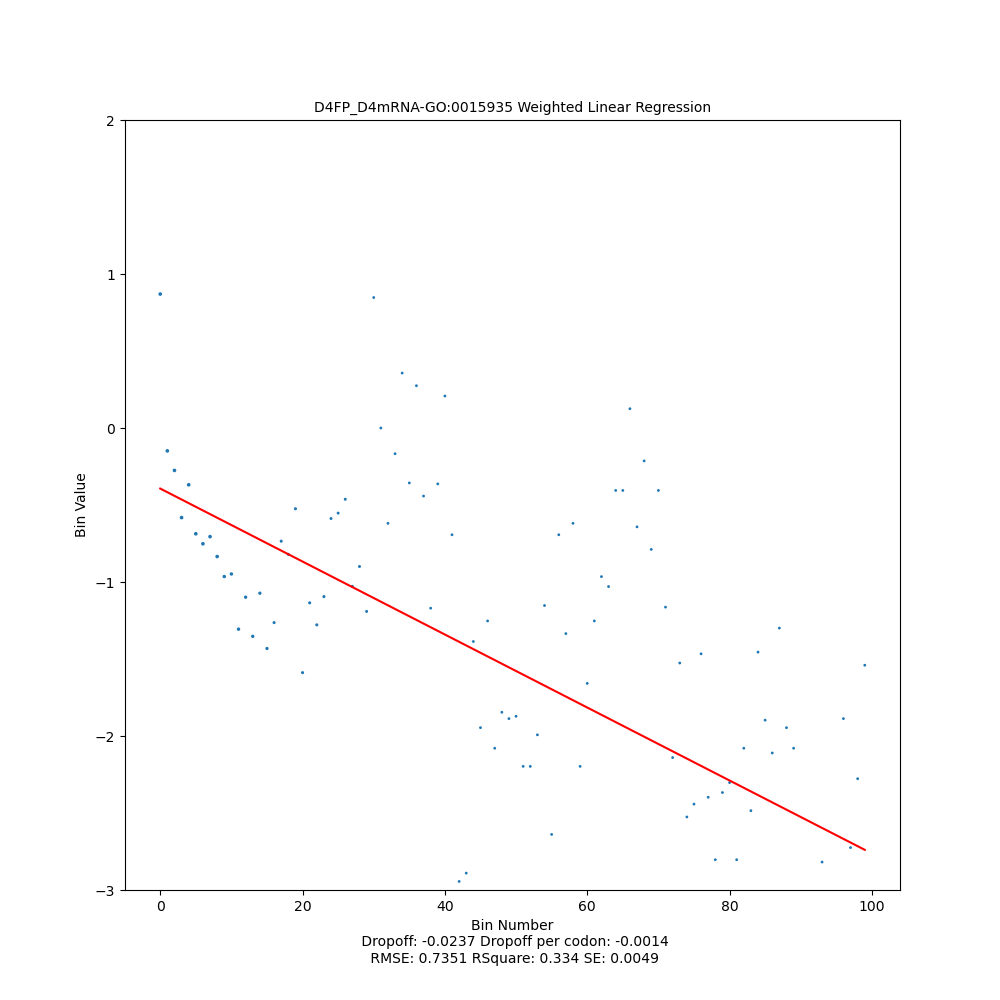 D4FP_D4mRNA-GO:0015935 Weighted Linear Regression
2
1
0
−1
−2
−3
Bin Value
0 20 40 60 80 100
Bin Number
Dropoff: -0.0237 Dropoff per codon: -0.0014
RMSE: 0.7351 RSquare: 0.334 SE: 0.0049